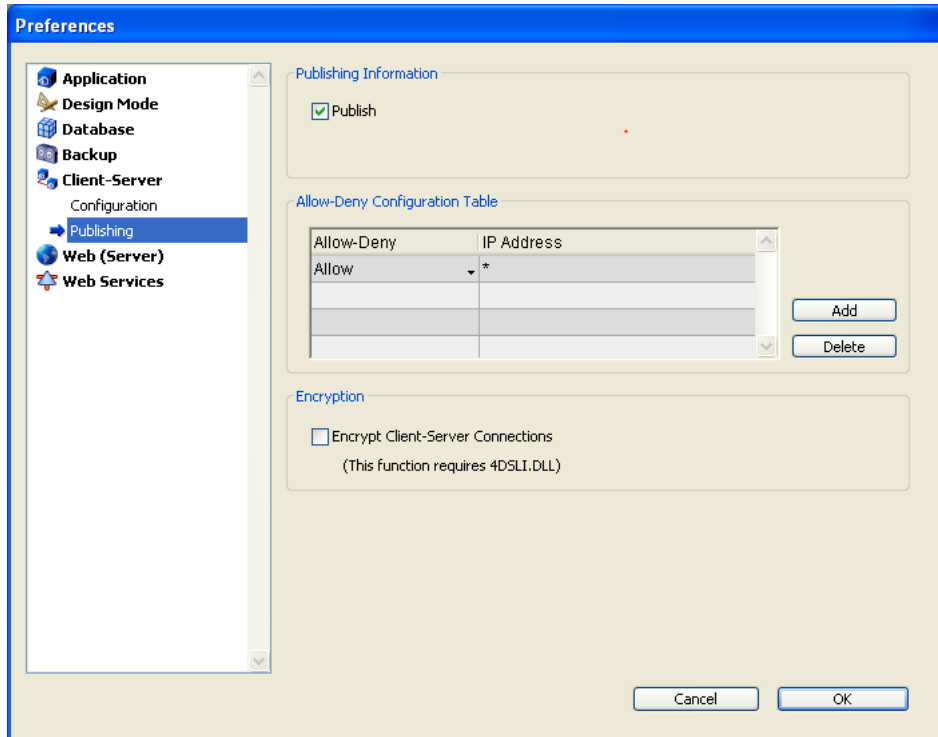 Preferences
Application
Design Mode
Database
Backup
Client-Server
Configuration
Publishing
Web (Server)
Web Services
Publishing Information
Publish
Allow-Deny Configuration Table
Allow-Deny IP Address
Allow *
Add
Delete
Encryption
Encrypt Client-Server Connections
(This function requires 4DSLI.DLL)
Cancel OK